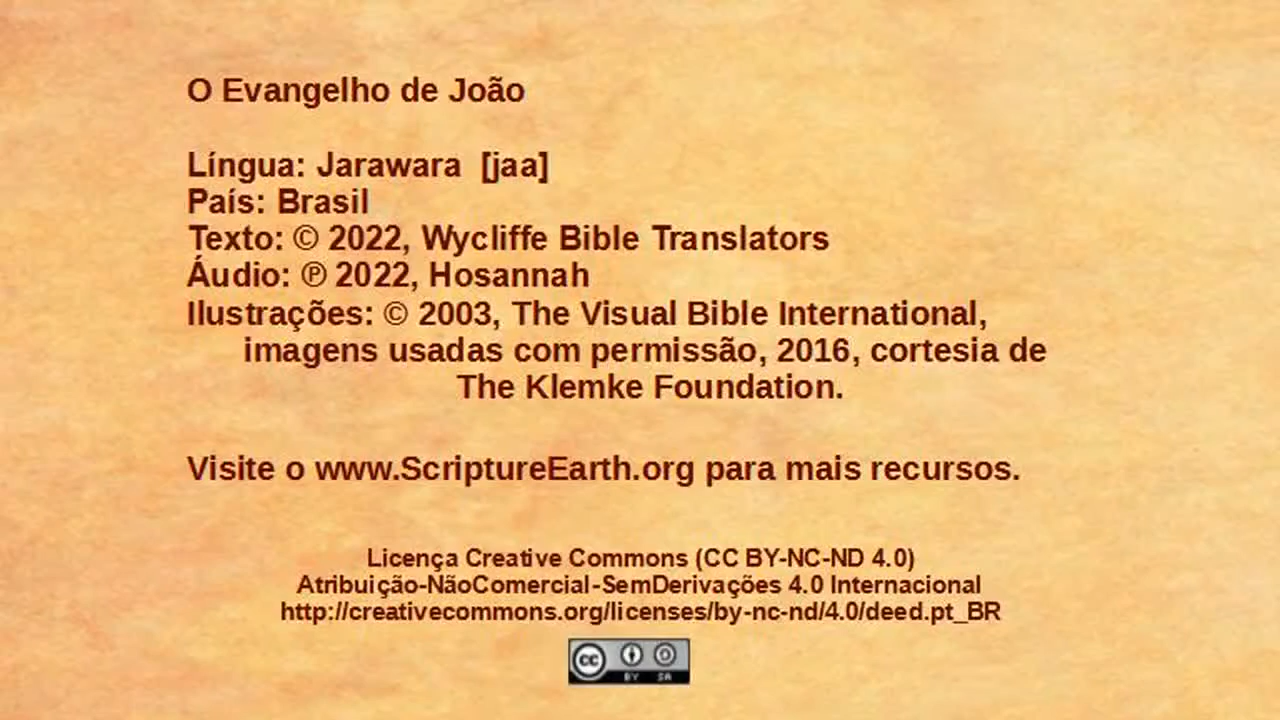 O Evangelho de João
Língua: Jarawara [jaa]
País: Brasil
Texto: © 2022, Wycliffe Bible Translators
Áudio: ℗ 2022, Hosannah
Ilustrações: © 2003, The Visual Bible International,
imagens usadas com permissão, 2016, cortesia de
The Klemke Foundation.
Visite o www.ScriptureEarth.org para mais recursos.
Licença Creative Commons (CC BY-NC-ND 4.0)
Atribuição-NãoComercial-SemDerivações 4.0 Internacional
http://creativecommons.org/licenses/by-nc-nd/4.0/deed.pt_BR
cc BY SA